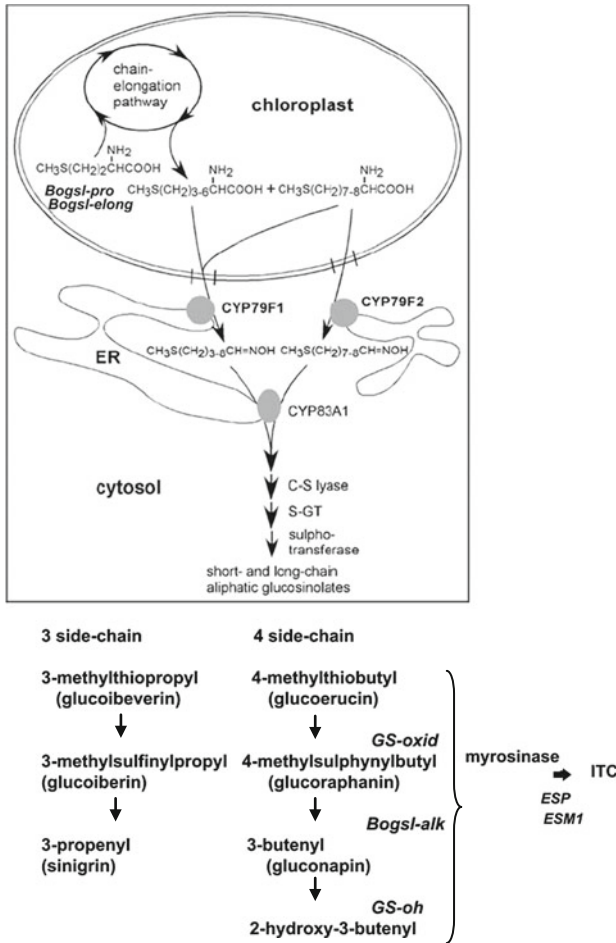 chain-
elongation
pathway
chloroplast
NH2
CH3S(CH2)2CHCOOH
Bogsl-pro
Bogsl-elong
NH2
NH2
CH3S(CH2)3-6CHCOOH + CH3S(CH2)7-8CHCOOH
CYP79F1
CYP79F2
ER
CH3S(CH2)3-8CH=NOH CH3S(CH2)7-8CH=NOH
CYP83A1
cytosol
C-S lyase
S-GT
sulpho-
transferase
short- and long-chain
aliphatic glucosinolates
3 side-chain
4 side-chain
3-methylthiopropyl
(glucoibeverin)
4-methylthiobutyl
(glucoerucin)
GS-oxid
3-methylsulfinylpropyl
(glucoiberin)
4-methylsulphynylbutyl
(glucoraphanin)
Bogsl-alk
3-propenyl
(sinigrin)
3-butenyl
(gluconapin)
GS-oh
2-hydroxy-3-butenyl
myrosinase
ITC
ESP
ESM1